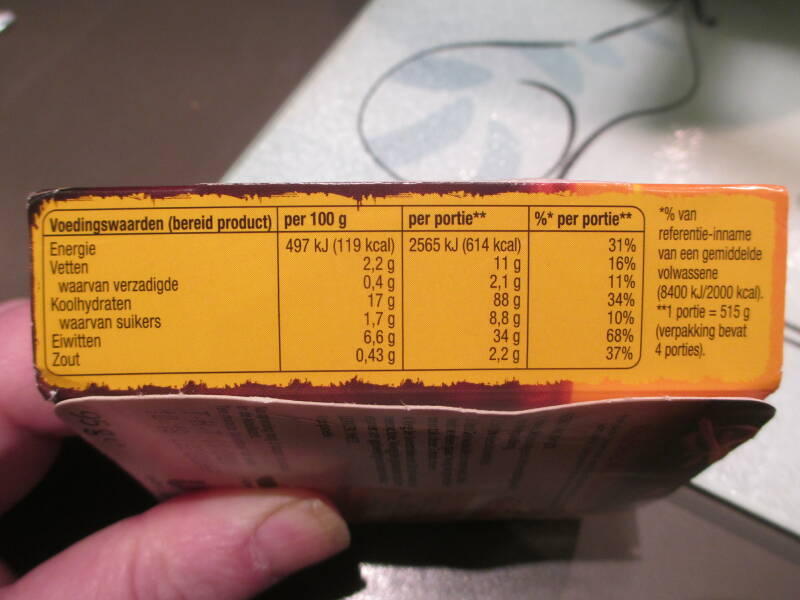 Voedingswaarden (bereid product) per 100 g per portie** %* per portie**
Energie 497 kJ (119 kcal) 2565 kJ (614 kcal) 31%
Vetten 2,2 g 11 g 16%
waarvan verzadigde 0,4 g 2,1 g 11%
Koolhydraten 17 g 88 g 34%
waarvan suikers 1,7 g 8,8 g 10%
Eiwitten 6,6 g 34 g 68%
Zout 0,43 g 2,2 g 37%
*% van
referentie-inname
van een gemiddelde
volwassene
(8400 kJ/2000 kcal).
**1 portie = 515 g
(verpakking bevat
4 porties).